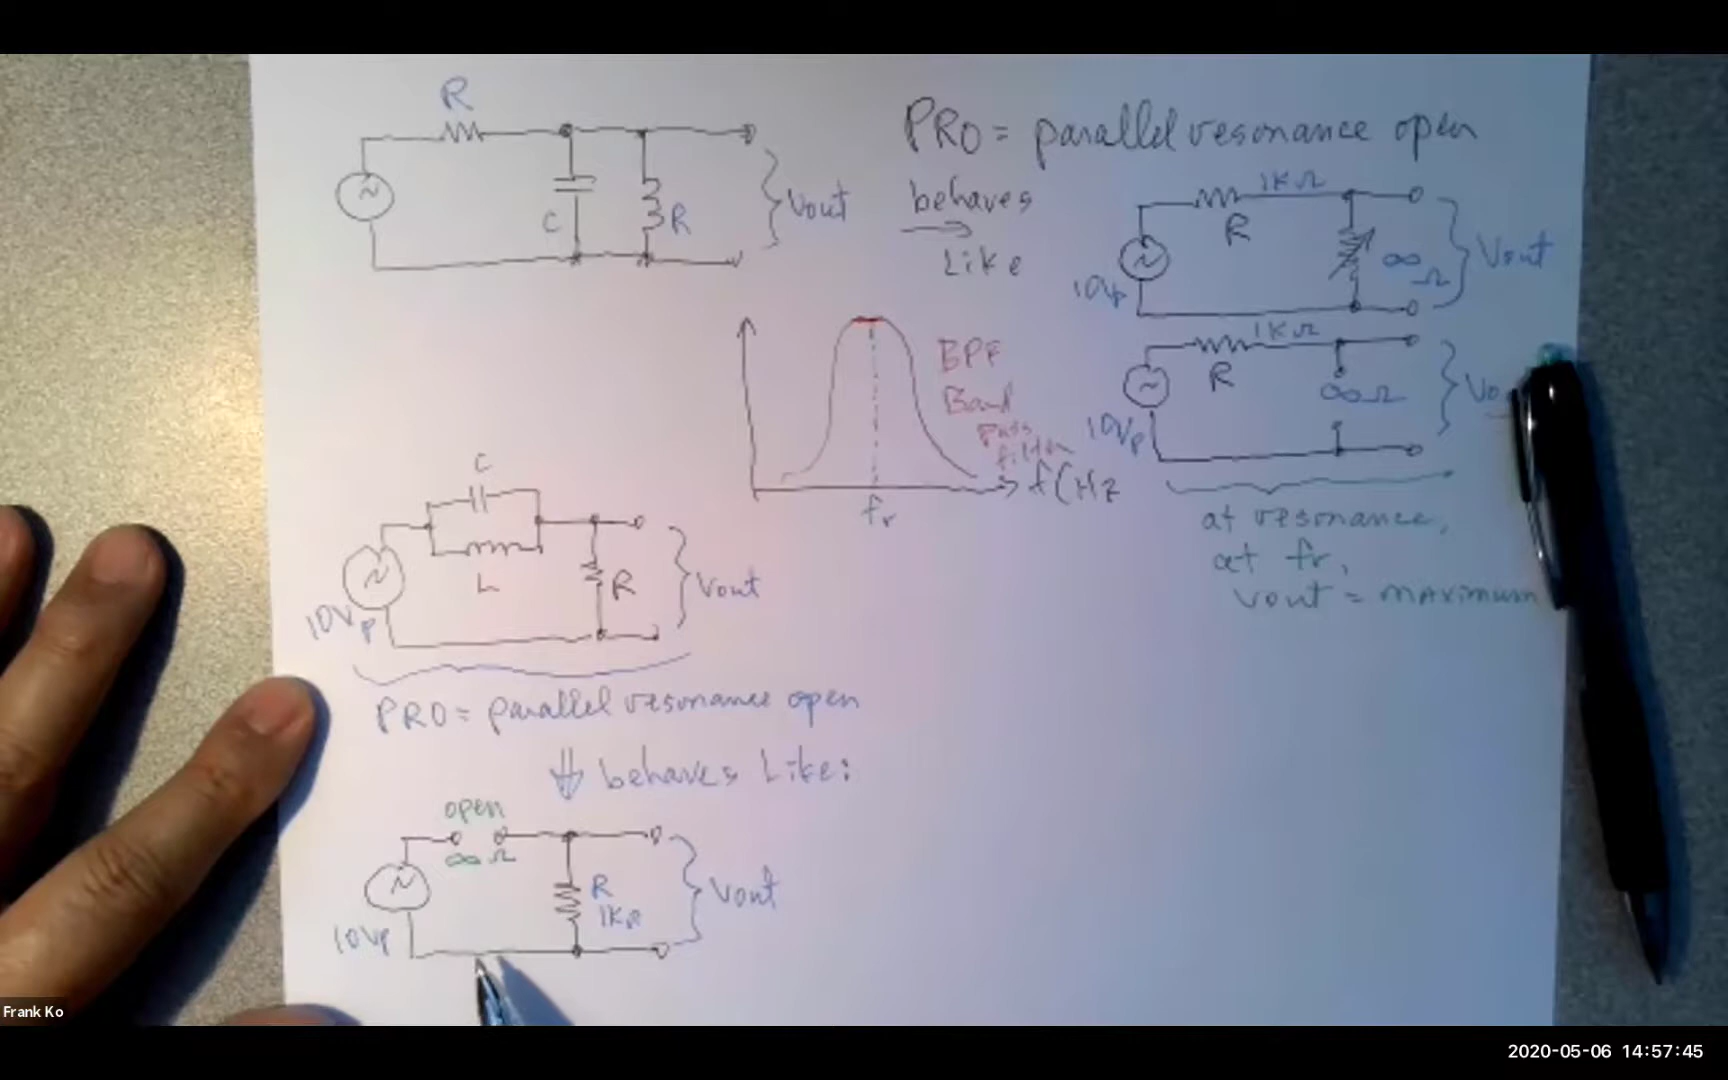 R
C
R
Vout
PRO = parallel resonance open
behaves
Like
1KΩ
R
10Vp
∞
Ω
Vout
1KΩ
R
10Vp
∞Ω
Vo
BPF
Band
pass
filter
f(Hz
fr
at resonance,
at fr,
Vout = maximum
C
L
10Vp
R
Vout
PRO = parallel resonance open
behaves Like:
open
∞Ω
10Vp
R
1KΩ
Vout
Frank Ko
2020-05-06 14:57:45